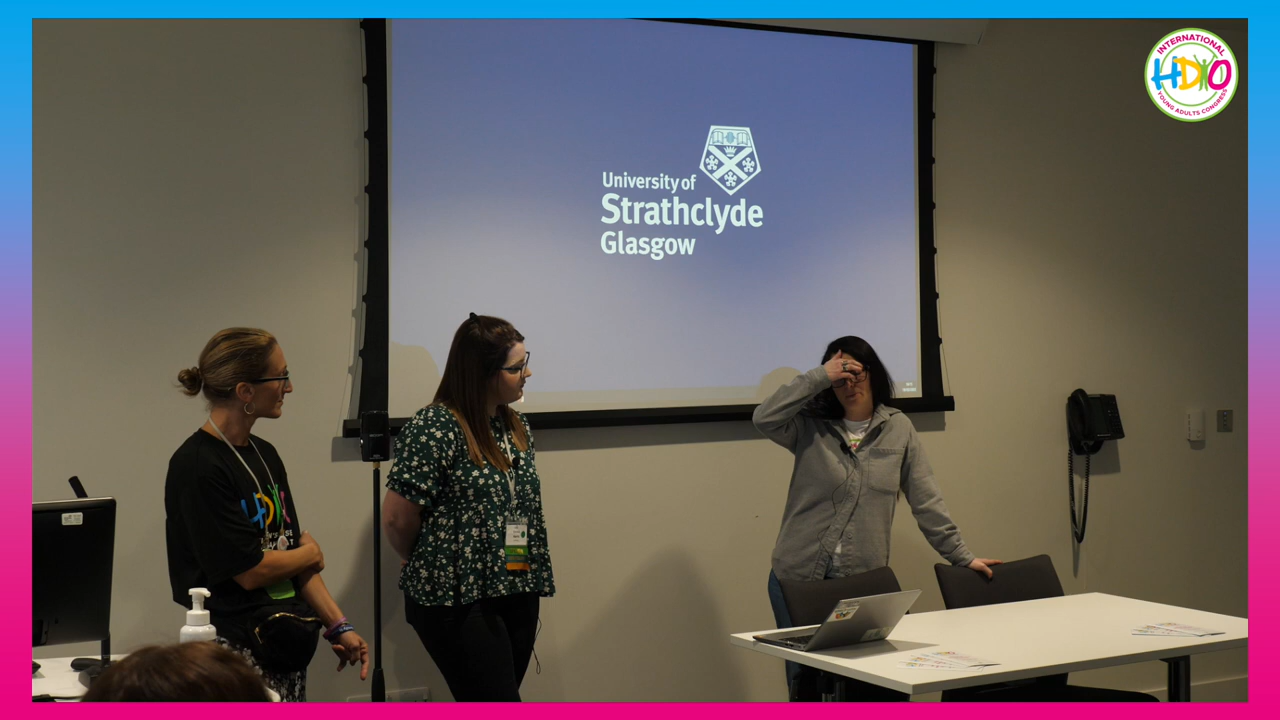 INTERNATIONAL
HDYO
YOUNG ADULTS CONGRESS
University of
Strathclyde
Glasgow